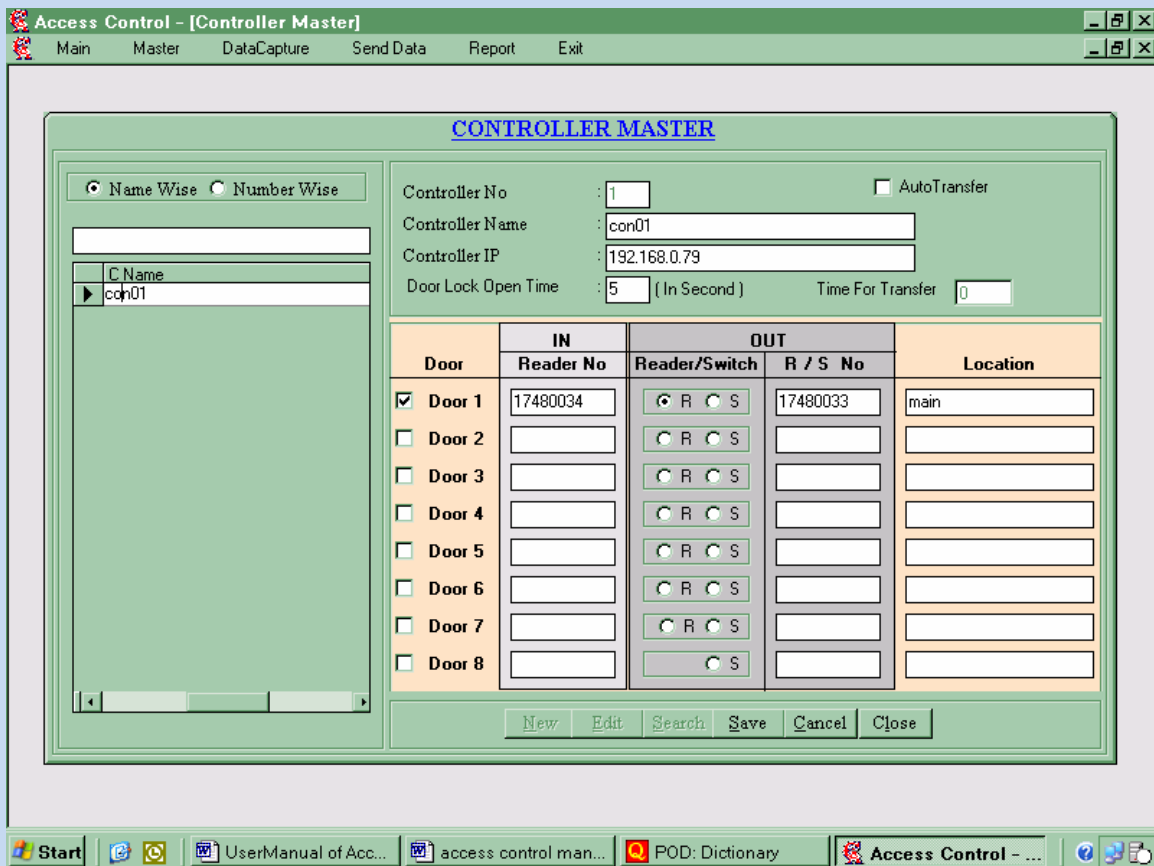 Access Control - [Controller Master]
Main Master DataCapture Send Data Report Exit
CONTROLLER MASTER
Name Wise Number Wise
C Name
con01
Controller No : 1 AutoTransfer
Controller Name : con01
Controller IP : 192.168.0.79
Door Lock Open Time : 5 ( In Second ) Time For Transfer 0
IN OUT
Door Reader No Reader/Switch R / S No Location
Door 1 17480034 R S 17480033 main
Door 2 R S
Door 3 R S
Door 4 R S
Door 5 R S
Door 6 R S
Door 7 R S
Door 8 S
New Edit Search Save Cancel Close
Start UserManual of Acc... access control man... Q POD: Dictionary Access Control - ... ?